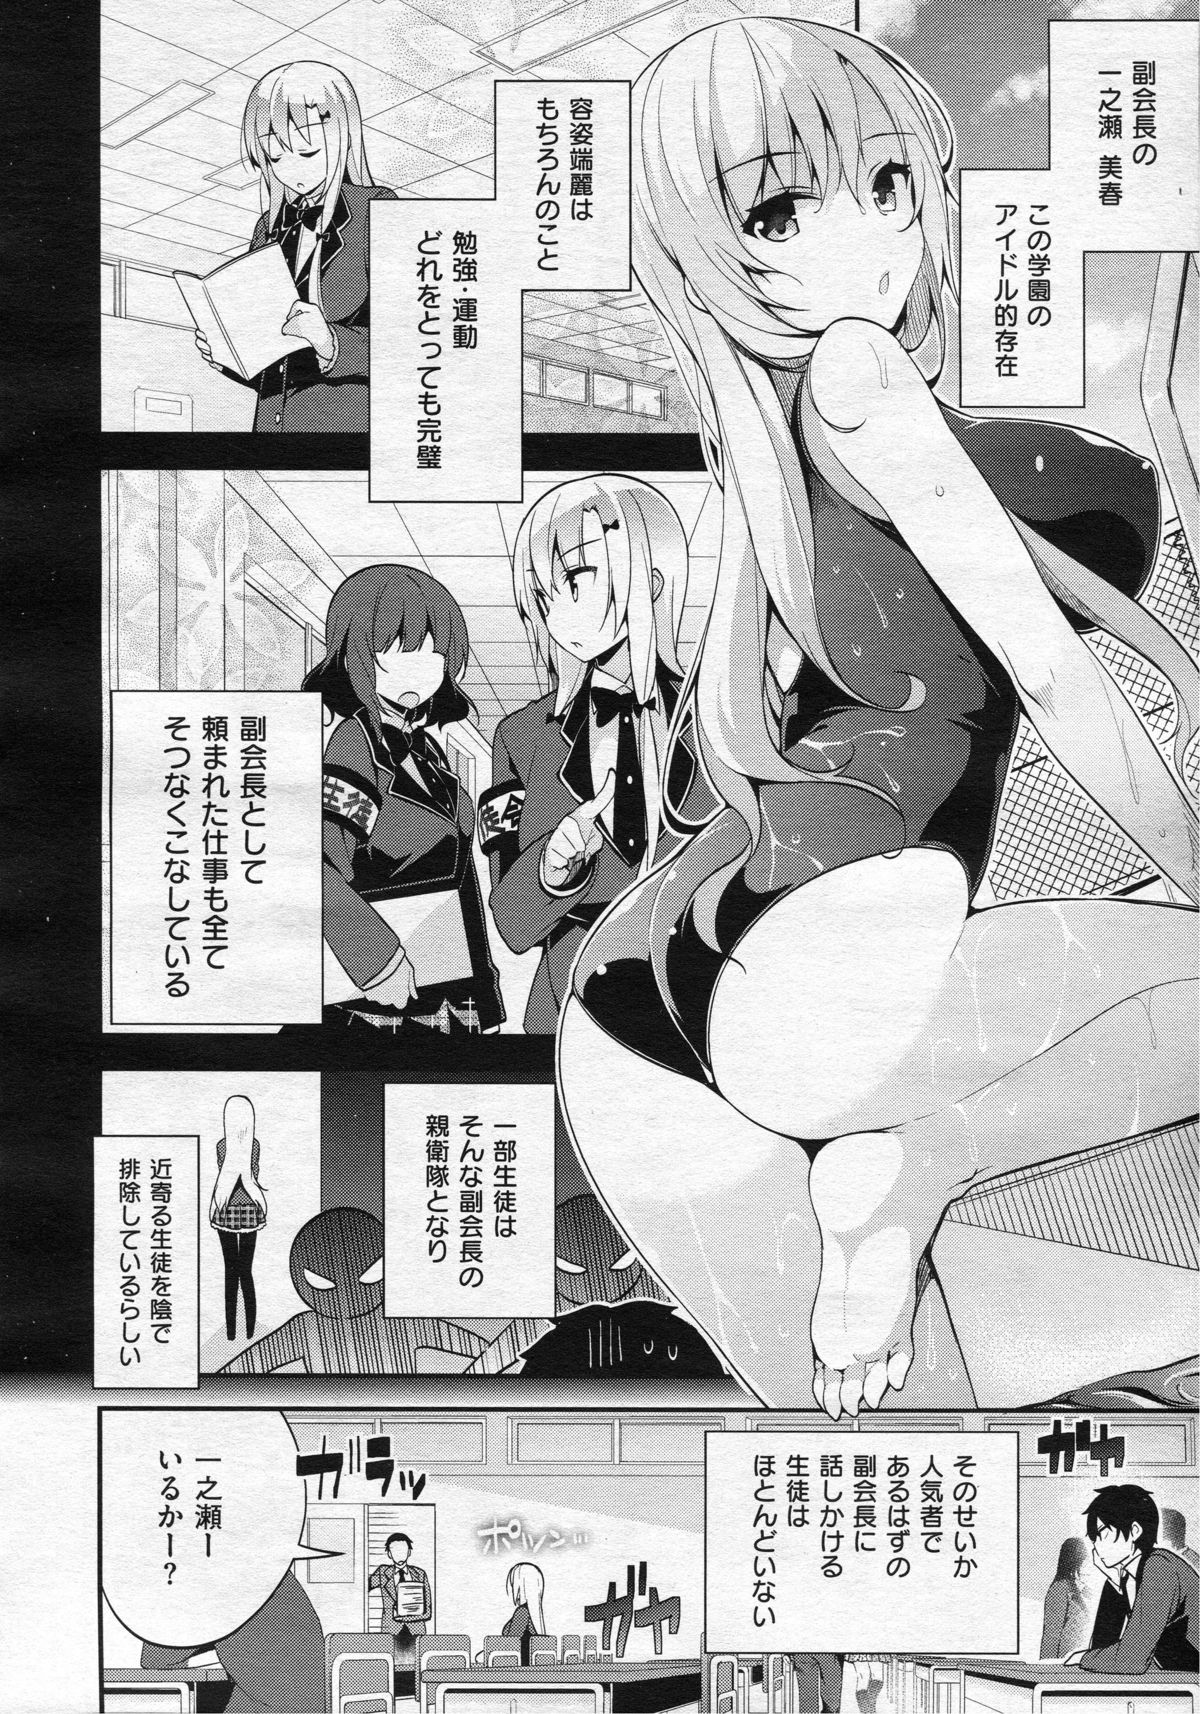 副会長の
一之瀬 美春
この学園の
アイドル的存在
容姿端麗は
もちろんのこと
勉強・運動
どれをとっても完璧
生徒
徒会
副会長として
頼まれた仕事も全て
そつなくこなしている
一部生徒は
そんな副会長の
親衛隊となり
近寄る生徒を陰で
排除しているらしい
そのせいか
人気者で
あるはずの
副会長に
話しかける
生徒は
ほとんどいない
ガヤ
ガヤ
ポツン…
ガラッ
一之瀬ー
いるかー？